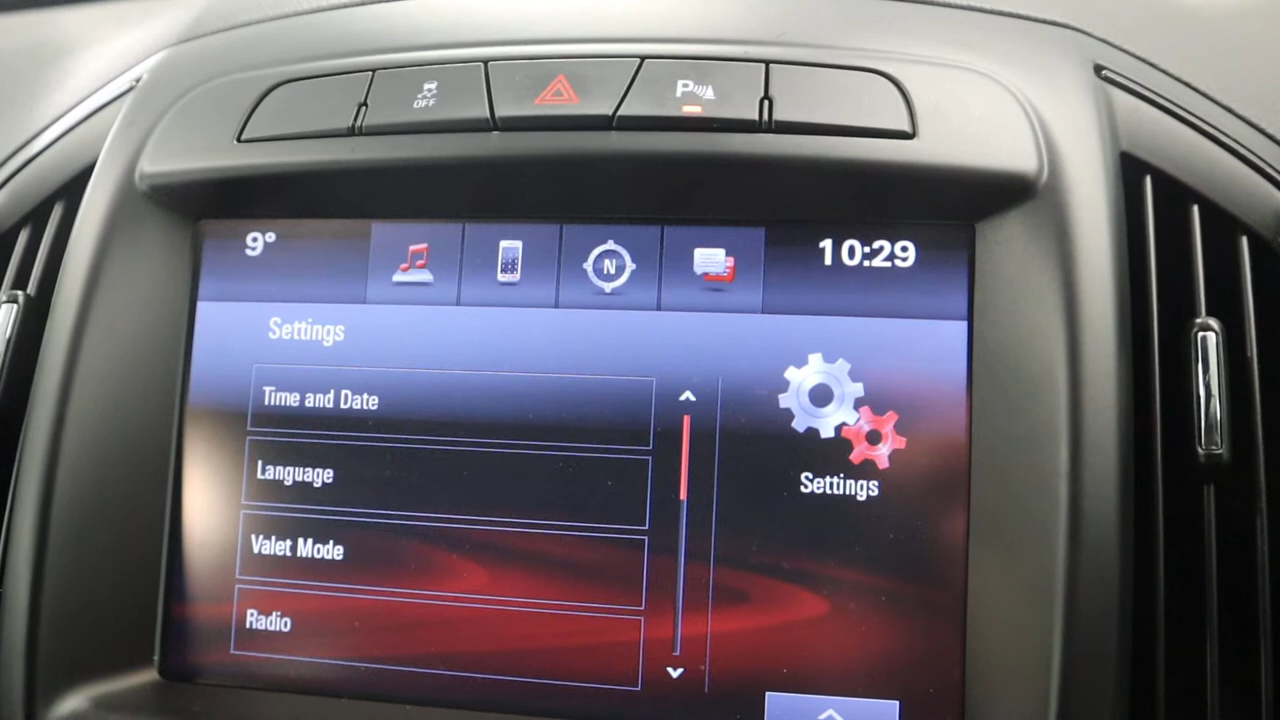 OFF
P
9°
N
10:29
Settings
Time and Date
Language
Valet Mode
Radio
Settings